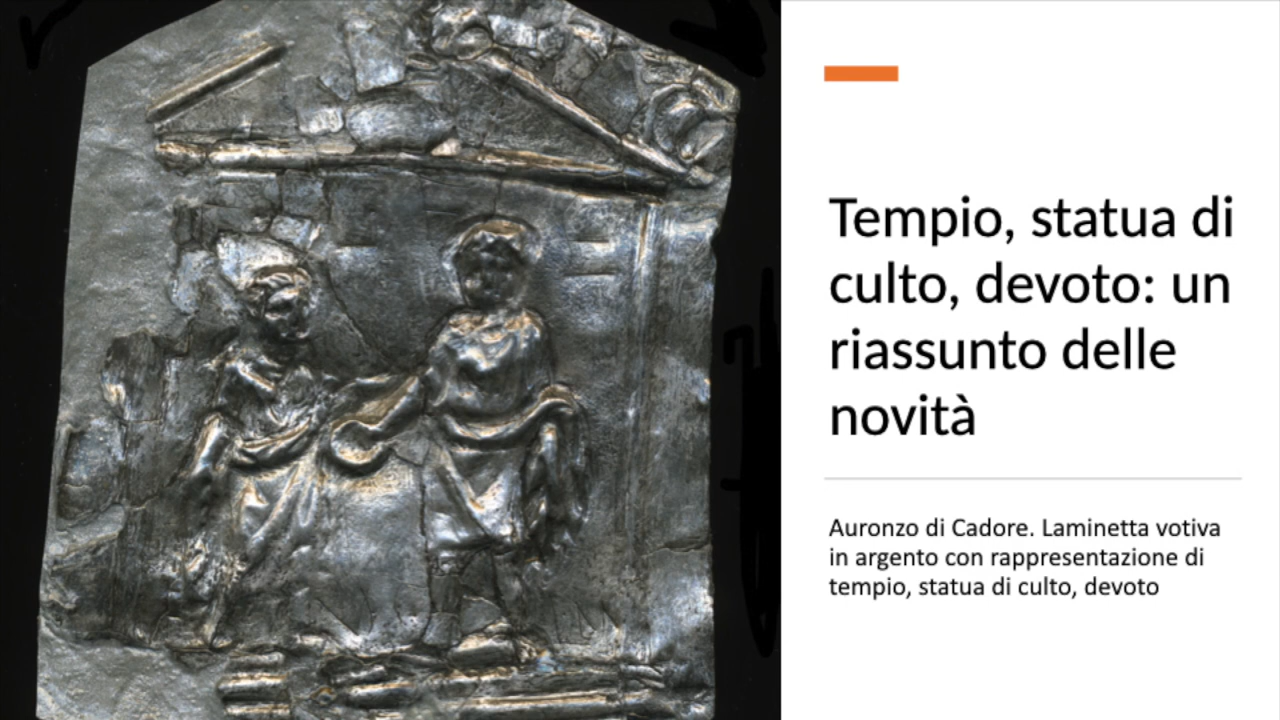 Tempio, statua di
culto, devoto: un
riassunto delle
novità
Auronzo di Cadore. Laminetta votiva
in argento con rappresentazione di
tempio, statua di culto, devoto